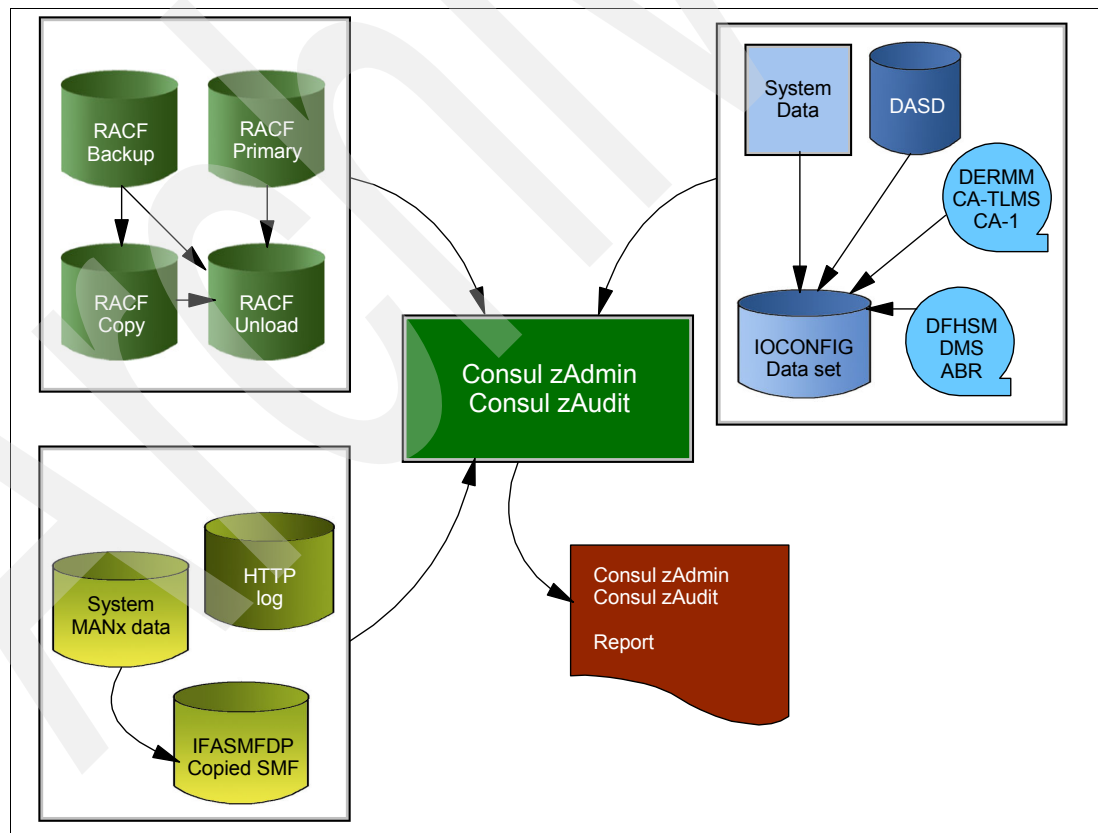 RACF
Backup
RACF
Primary
RACF
Copy
RACF
Unload
System
Data
DASD
DERMM
CA-TLMS
CA-1
IOCONFIG
Data set
DFHSM
DMS
ABR
Consul zAdmin
Consul zAudit
HTTP
log
System
MANx data
IFASMFDP
Copied SMF
Consul zAdmin
Consul zAudit
Report